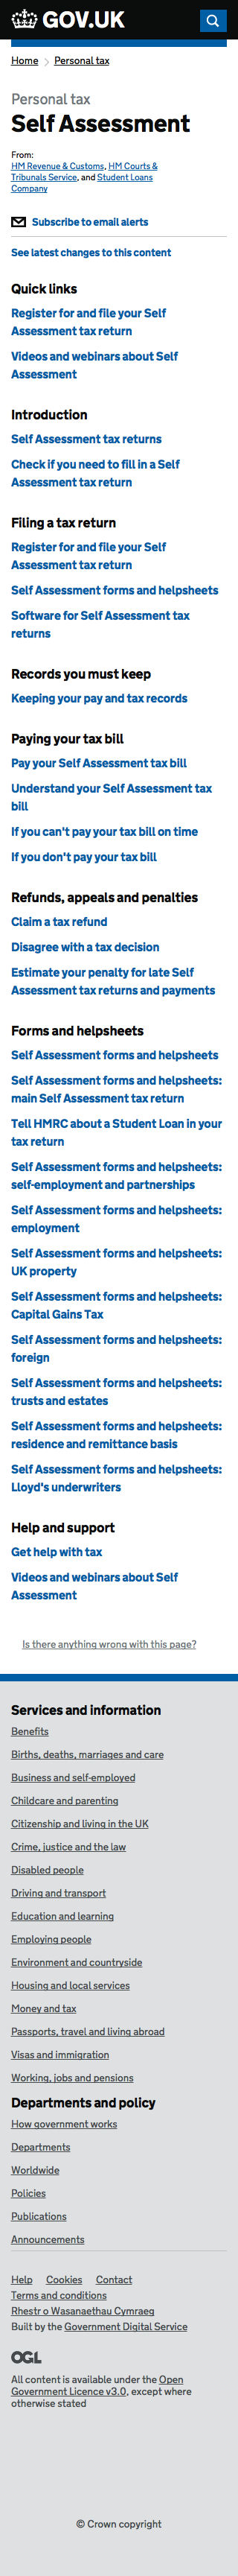 GOV.UK
Home Personal tax
Personal tax
Self Assessment
From:
HM Revenue & Customs, HM Courts &
Tribunals Service, and Student Loans
Company
Subscribe to email alerts
See latest changes to this content
Quick links
Register for and file your Self
Assessment tax return
Videos and webinars about Self
Assessment
Introduction
Self Assessment tax returns
Check if you need to fill in a Self
Assessment tax return
Filing a tax return
Register for and file your Self
Assessment tax return
Self Assessment forms and helpsheets
Software for Self Assessment tax
returns
Records you must keep
Keeping your pay and tax records
Paying your tax bill
Pay your Self Assessment tax bill
Understand your Self Assessment tax
bill
If you can't pay your tax bill on time
If you don't pay your tax bill
Refunds, appeals and penalties
Claim a tax refund
Disagree with a tax decision
Estimate your penalty for late Self
Assessment tax returns and payments
Forms and helpsheets
Self Assessment forms and helpsheets
Self Assessment forms and helpsheets:
main Self Assessment tax return
Tell HMRC about a Student Loan in your
tax return
Self Assessment forms and helpsheets:
self-employment and partnerships
Self Assessment forms and helpsheets:
employment
Self Assessment forms and helpsheets:
UK property
Self Assessment forms and helpsheets:
Capital Gains Tax
Self Assessment forms and helpsheets:
foreign
Self Assessment forms and helpsheets:
trusts and estates
Self Assessment forms and helpsheets:
residence and remittance basis
Self Assessment forms and helpsheets:
Lloyd's underwriters
Help and support
Get help with tax
Videos and webinars about Self
Assessment
Is there anything wrong with this page?
Services and information
Benefits
Births, deaths, marriages and care
Business and self-employed
Childcare and parenting
Citizenship and living in the UK
Crime, justice and the law
Disabled people
Driving and transport
Education and learning
Employing people
Environment and countryside
Housing and local services
Money and tax
Passports, travel and living abroad
Visas and immigration
Working, jobs and pensions
Departments and policy
How government works
Departments
Worldwide
Policies
Publications
Announcements
Help Cookies Contact
Terms and conditions
Rhestr o Wasanaethau Cymraeg
Built by the Government Digital Service
OGL
All content is available under the Open
Government Licence v3.0, except where
otherwise stated
© Crown copyright